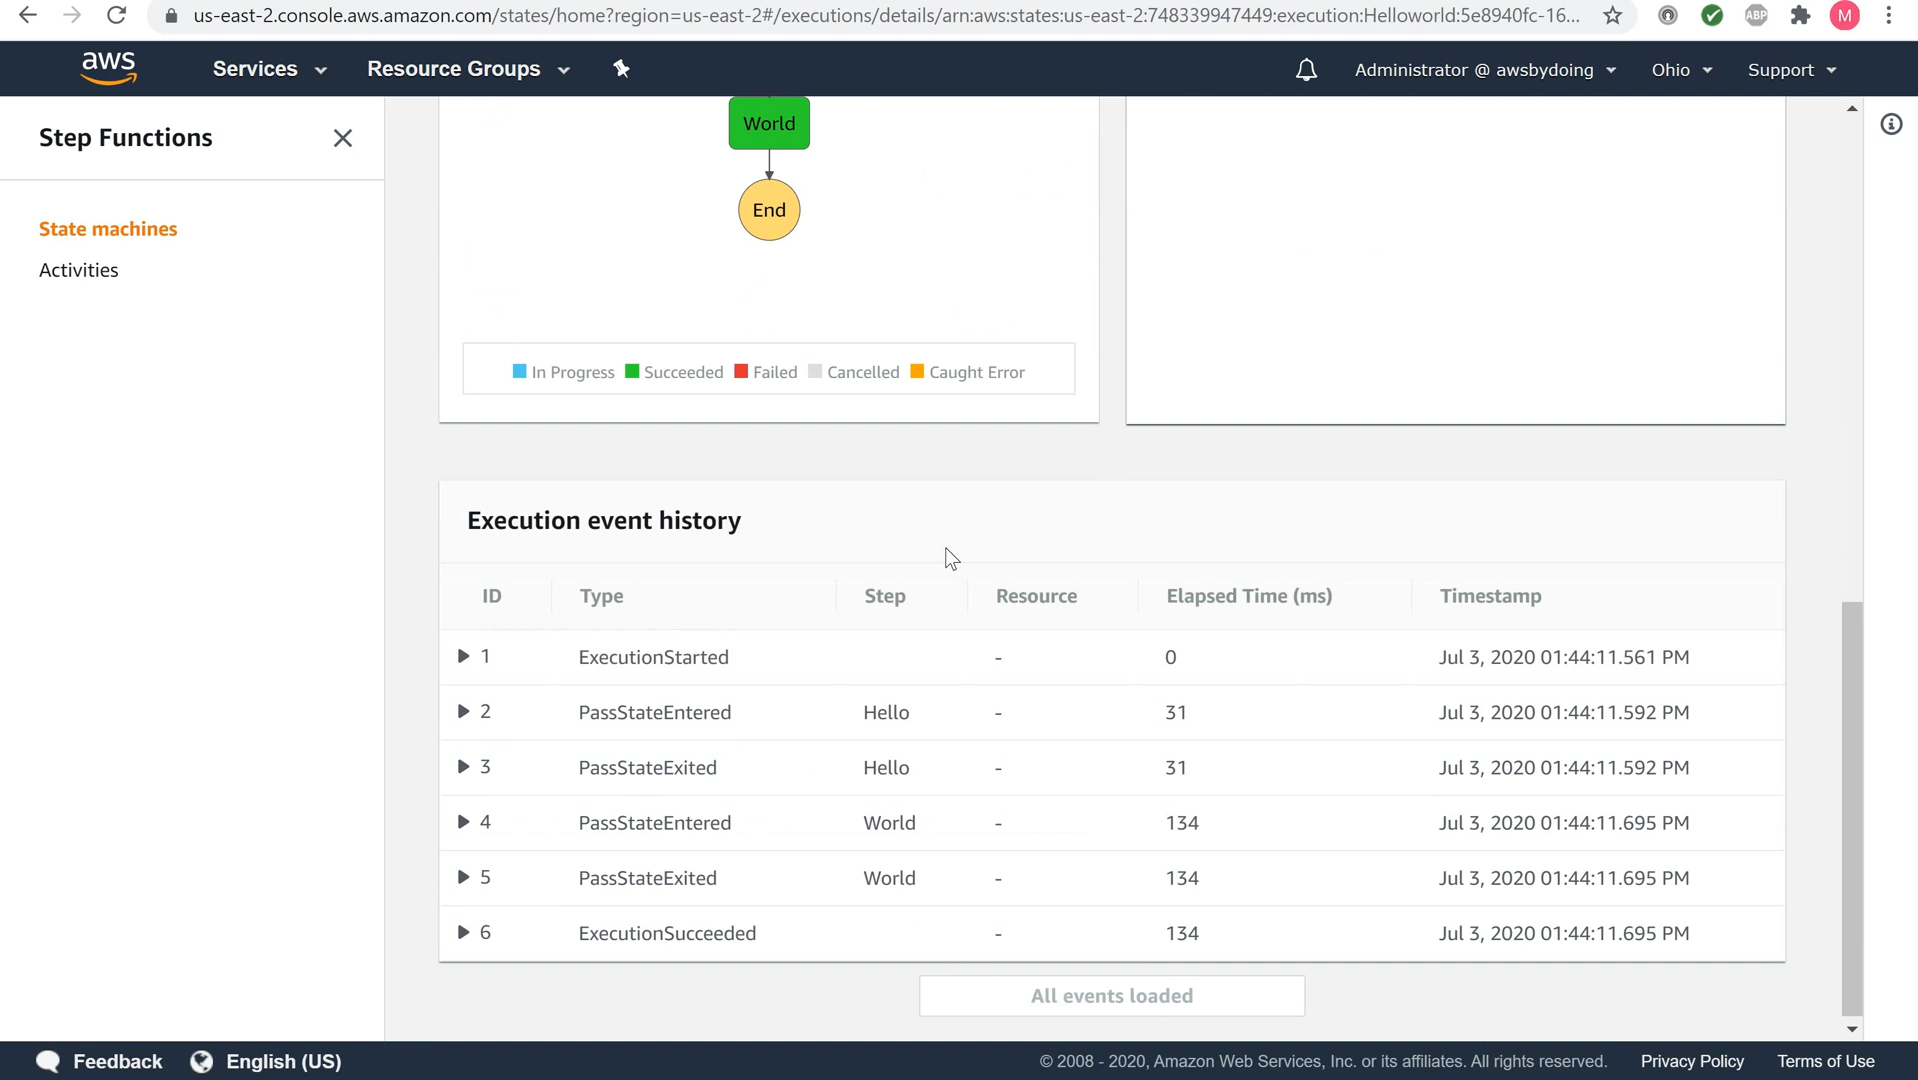 us-east-2.console.aws.amazon.com/states/home?region=us-east-2#/executions/details/arn:aws:states:us-east-2:748339947449:execution:Helloworld:5e8940fc-16...
ABP
M
aws
Services
Resource Groups
Administrator @ awsbydoing
Ohio
Support
Step Functions
State machines
Activities
World
End
In Progress Succeeded Failed Cancelled Caught Error
Execution event history
ID Type Step Resource Elapsed Time (ms) Timestamp
1 ExecutionStarted - 0 Jul 3, 2020 01:44:11.561 PM
2 PassStateEntered Hello - 31 Jul 3, 2020 01:44:11.592 PM
3 PassStateExited Hello - 31 Jul 3, 2020 01:44:11.592 PM
4 PassStateEntered World - 134 Jul 3, 2020 01:44:11.695 PM
5 PassStateExited World - 134 Jul 3, 2020 01:44:11.695 PM
6 ExecutionSucceeded - 134 Jul 3, 2020 01:44:11.695 PM
All events loaded
Feedback English (US) © 2008 - 2020, Amazon Web Services, Inc. or its affiliates. All rights reserved. Privacy Policy Terms of Use